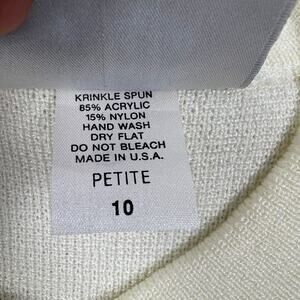 KRINKLE SPUN
85% ACRYLIC
15% NYLON
HAND WASH
DRY FLAT
DO NOT BLEACH
MADE IN U.S.A.
PETITE
10